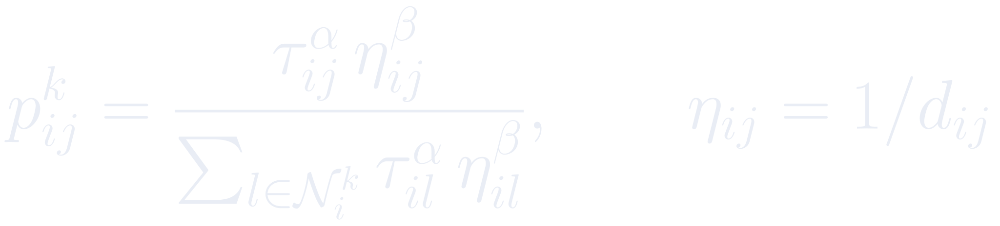 $p_{ij}^{k} = \frac{\tau_{ij}^{\alpha} \, \eta_{ij}^{\beta}}{\sum_{l \in \mathcal{N}_i^k} \tau_{il}^{\alpha} \, \eta_{il}^{\beta}}, \qquad \eta_{ij} = 1/d_{ij}$